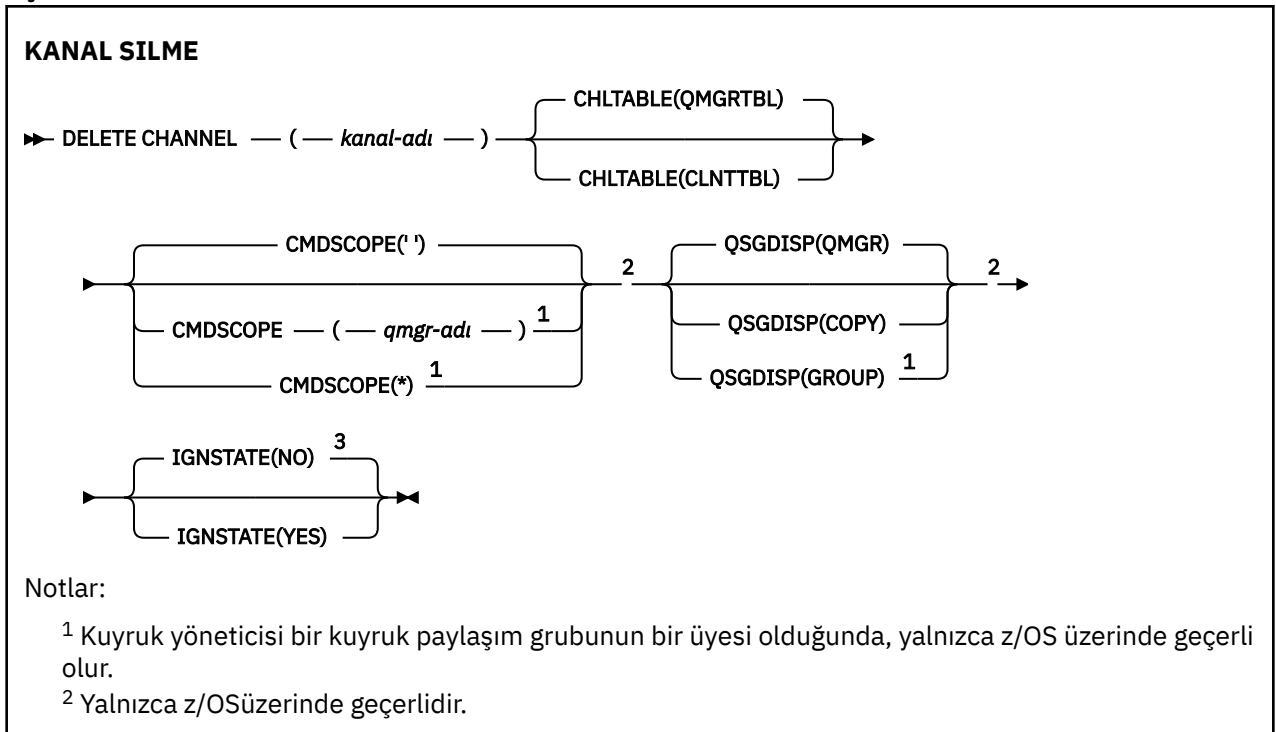 KANAL SILME
CHLTABLE(QMGRTBL)
DELETE CHANNEL ( kanal-adı )
CHLTABLE(CLNTTBL)
CMDSCOPE(' ') 2 QSGDISP(QMGR) 2
CMDSCOPE ( qmgr-adı ) 1 QSGDISP(COPY)
CMDSCOPE(*) 1 QSGDISP(GROUP) 1
IGNSTATE(NO) 3
IGNSTATE(YES)
Notlar:
1 Kuyruk yöneticisi bir kuyruk paylaşım grubunun bir üyesi olduğunda, yalnızca z/OS üzerinde geçerli
olur.
2 Yalnızca z/OSüzerinde geçerlidir.